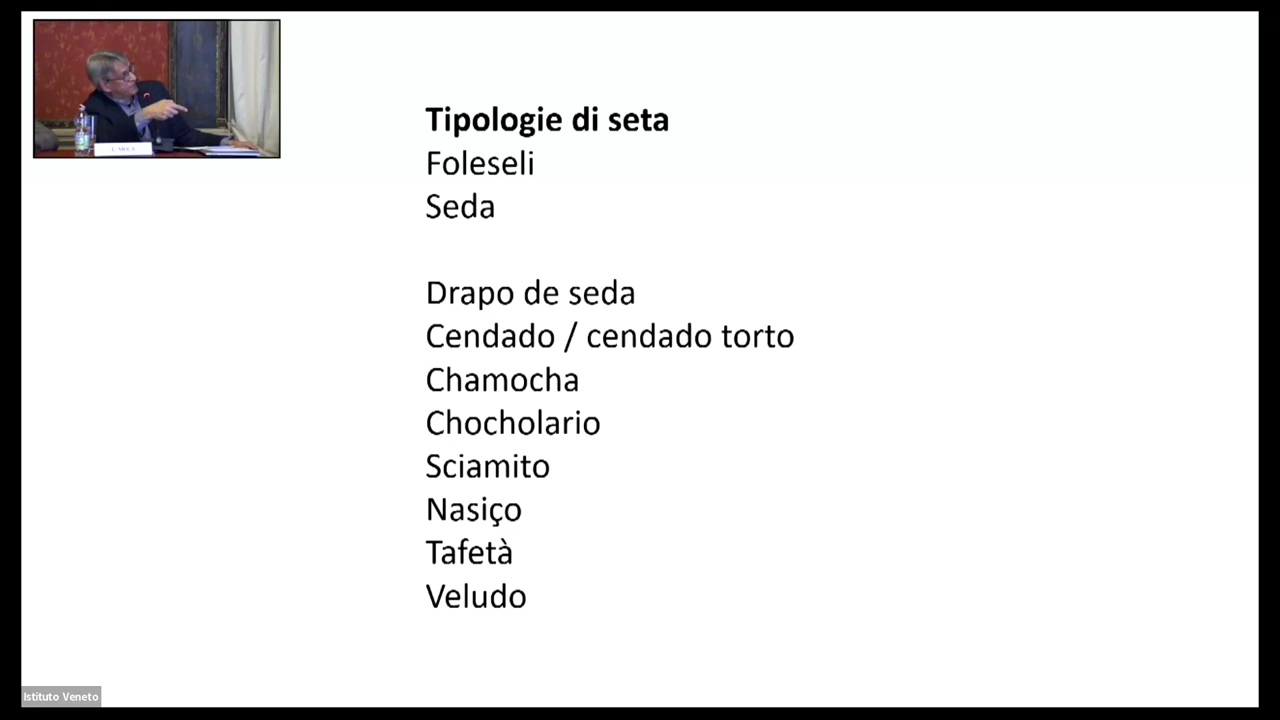 Tipologie di seta
Foleseli
Seda
Drapo de seda
Cendado / cendado torto
Chamocha
Chocholario
Sciamito
Nasiço
Tafetà
Veludo
Istituto Veneto